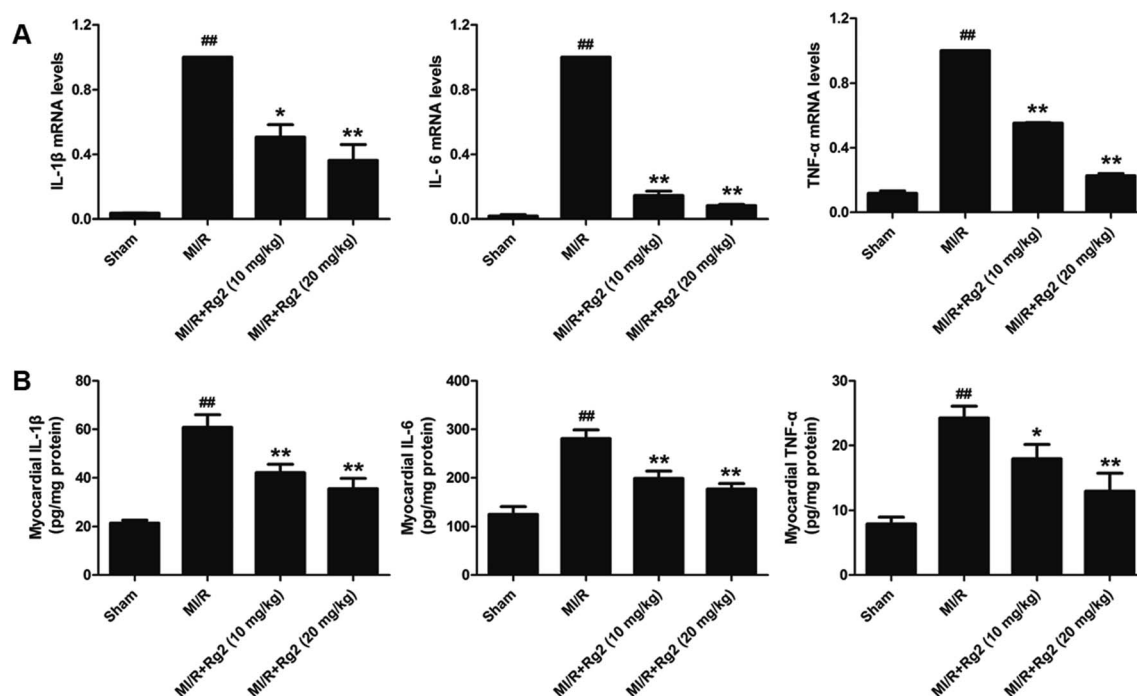 A
IL-1β mRNA levels
1.2
0.8
0.4
0.0
##
*
**
Sham
MI/R
MI/R+Rg2 (10 mg/kg)
MI/R+Rg2 (20 mg/kg)
IL- 6 mRNA levels
1.2
0.8
0.4
0.0
##
**
**
Sham
MI/R
MI/R+Rg2 (10 mg/kg)
MI/R+Rg2 (20 mg/kg)
TNF-α mRNA levels
1.2
0.8
0.4
0.0
##
**
**
Sham
MI/R
MI/R+Rg2 (10 mg/kg)
MI/R+Rg2 (20 mg/kg)
B
Myocardial IL-1β
(pg/mg protein)
80
60
40
20
0
##
**
**
Sham
MI/R
MI/R+Rg2 (10 mg/kg)
MI/R+Rg2 (20 mg/kg)
Myocardial IL-6
(pg/mg protein)
400
300
200
100
0
##
**
**
Sham
MI/R
MI/R+Rg2 (10 mg/kg)
MI/R+Rg2 (20 mg/kg)
Myocardial TNF-α
(pg/mg protein)
30
20
10
0
##
*
**
Sham
MI/R
MI/R+Rg2 (10 mg/kg)
MI/R+Rg2 (20 mg/kg)